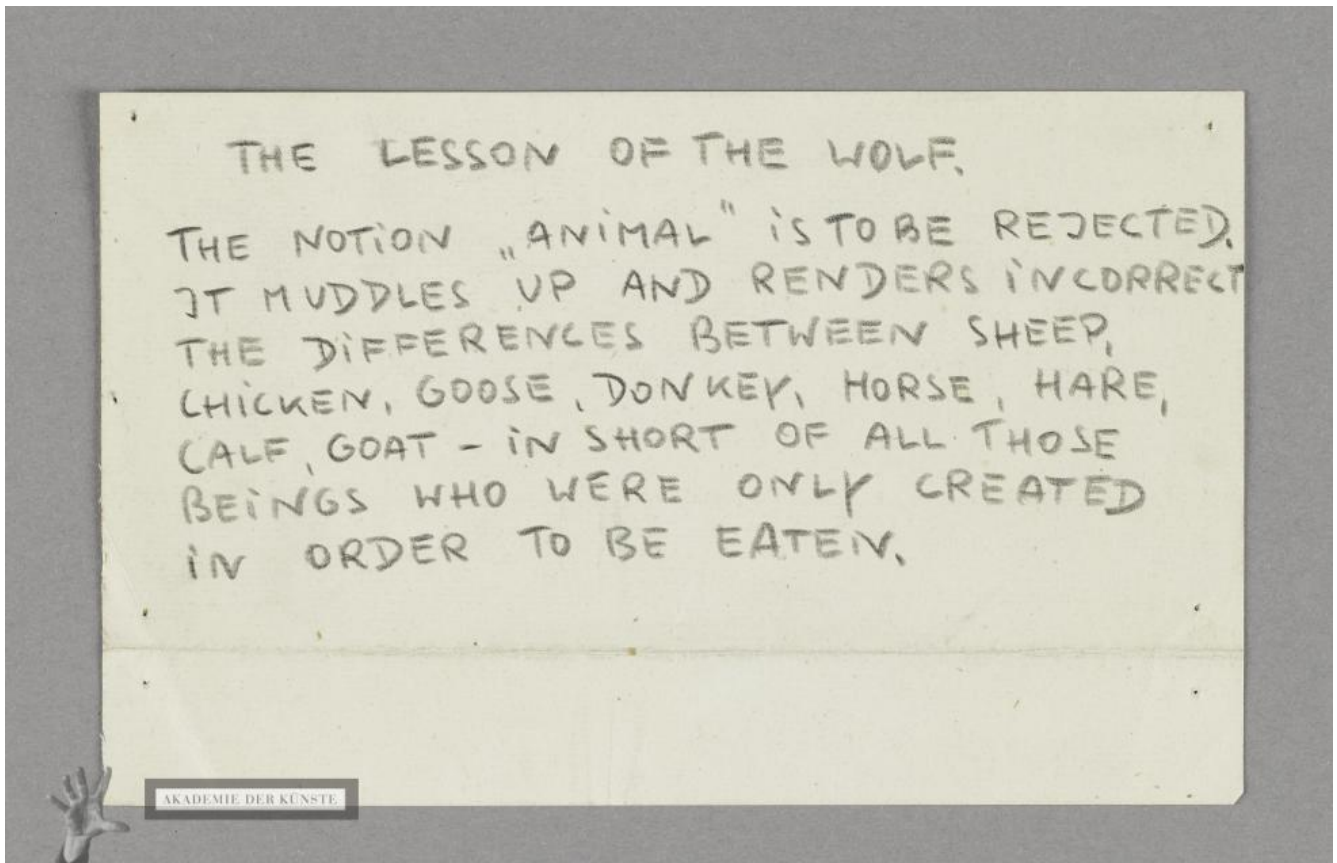 THE LESSON OF THE WOLF.
THE NOTION „ANiMAL" iS TO BE REJECTED.
IT MUDDLES UP AND RENDERS iNCORRECT
THE DiFFERENCES BETWEEN SHEEP,
CHiCKEN, GOOSE, DONKEY, HORSE, HARE,
CALF, GOAT – iN SHORT OF ALL THOSE
BEiNGS WHO WERE ONLY CREATED
iN ORDER TO BE EATEN.
AKADEMIE DER KÜNSTE